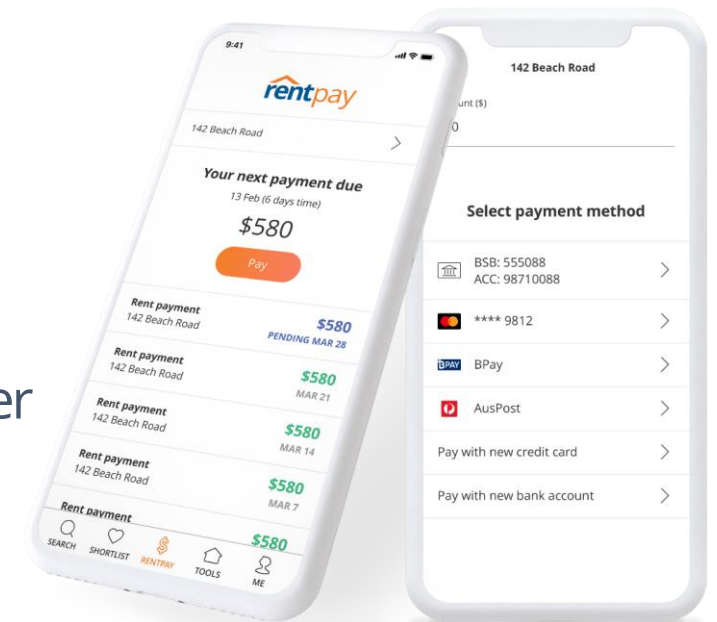 9:41
rentpay
142 Beach Road
Your next payment due
13 Feb (6 days time)
$580
Pay
Rent payment
142 Beach Road
$580
PENDING MAR 28
Rent payment
142 Beach Road
$580
MAR 21
Rent payment
142 Beach Road
$580
MAR 14
Rent payment
142 Beach Road
$580
MAR 7
Rent payment
$580
SEARCH
SHORTLIST
RENTPAY
TOOLS
ME
er
142 Beach Road
unt ($)
0
Select payment method
BSB: 555088
ACC: 98710088
**** 9812
BPAY
BPay
AusPost
Pay with new credit card
Pay with new bank account